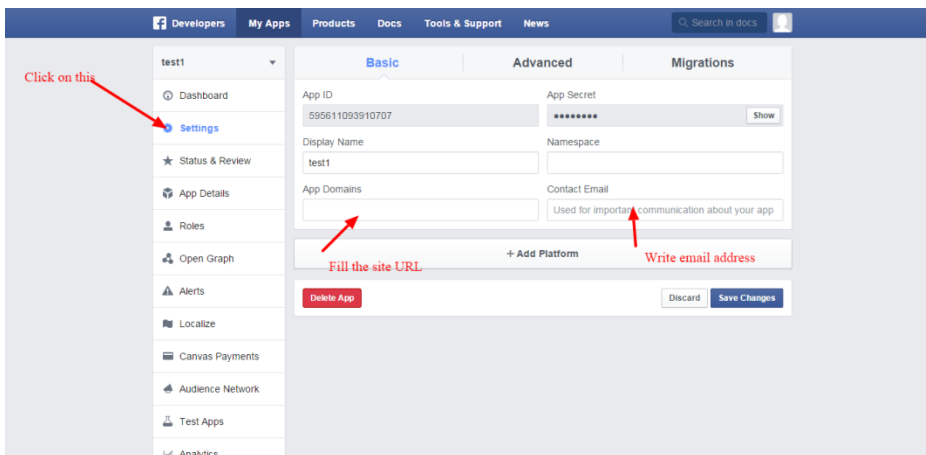 Developers My Apps Products Docs Tools & Support News Search in docs
test1
Basic Advanced Migrations
Click on this
Dashboard
Settings
Status & Review
App Details
Roles
Open Graph
Alerts
Localize
Canvas Payments
Audience Network
Test Apps
Analytics
App ID App Secret
595611093910707 Show
Display Name Namespace
test1
App Domains Contact Email
Used for important communication about your app
+ Add Platform
Fill the site URL Write email address
Delete App Discard Save Changes